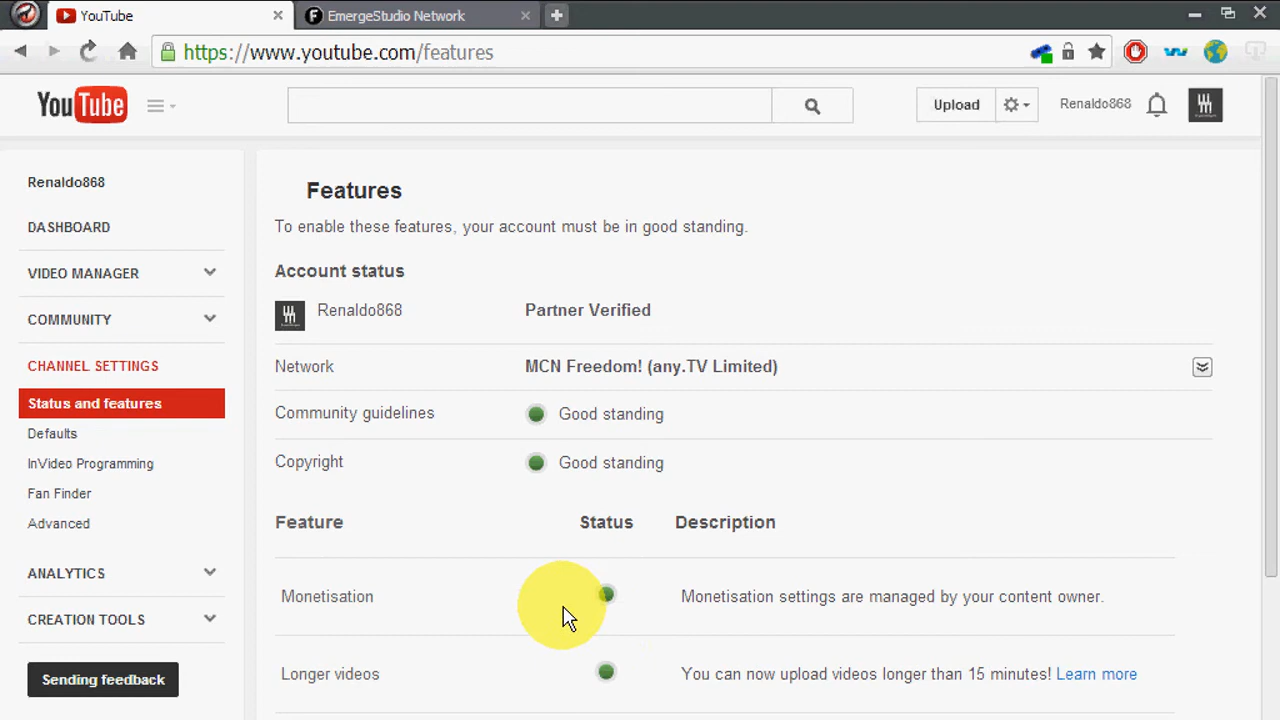 YouTube
EmergeStudio Network
https://www.youtube.com/features
YouTube
Upload
Renaldo868
Renaldo868
DASHBOARD
VIDEO MANAGER
COMMUNITY
CHANNEL SETTINGS
Status and features
Defaults
InVideo Programming
Fan Finder
Advanced
ANALYTICS
CREATION TOOLS
Sending feedback
Features
To enable these features, your account must be in good standing.
Account status
Renaldo868 Partner Verified
Network MCN Freedom! (any.TV Limited)
Community guidelines Good standing
Copyright Good standing
Feature Status Description
Monetisation Monetisation settings are managed by your content owner.
Longer videos You can now upload videos longer than 15 minutes! Learn more